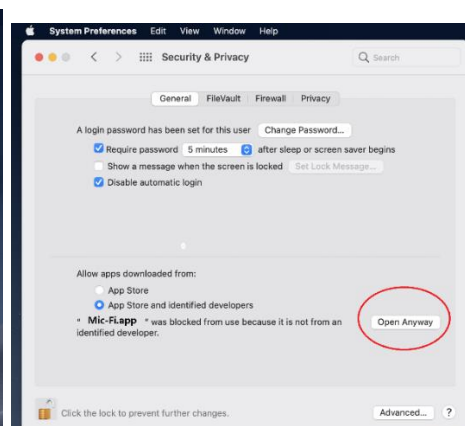 System Preferences Edit View Window Help
Security & Privacy
Search
General FileVault Firewall Privacy
A login password has been set for this user Change Password...
Require password 5 minutes after sleep or screen saver begins
Show a message when the screen is locked Set Lock Message...
Disable automatic login
Allow apps downloaded from:
App Store
App Store and identified developers
" Mic-Fi.app " was blocked from use because it is not from an Open Anyway
identified developer.
Click the lock to prevent further changes. Advanced... ?